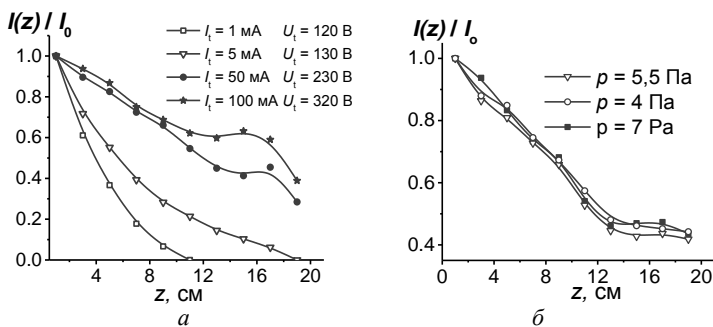 I(z) / I₀
Iₜ = 1 мА Uₜ = 120 В
Iₜ = 5 мА Uₜ = 130 В
Iₜ = 50 мА Uₜ = 230 В
Iₜ = 100 мА Uₜ = 320 В
1.0
0.8
0.6
0.4
0.2
0.0
4 8 12 16 20
z, см
а
I(z) / Iₒ
p = 5,5 Па
p = 4 Па
p = 7 Pa
1.0
0.8
0.6
0.4
0 4 8 12 16 20
z, см
б